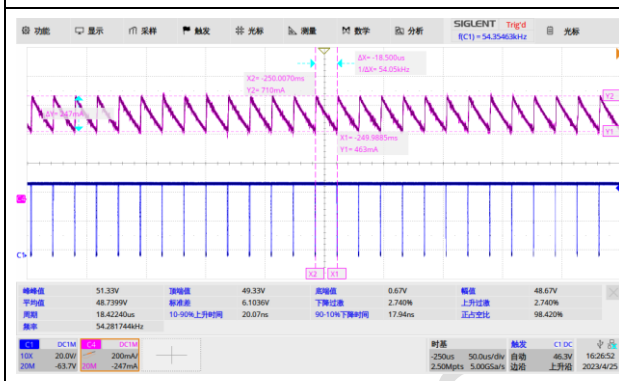 功能 显示 采样 触发 光标 测量 数学 分析 SIGLENT Trig'd 光标
f(C1) = 54.35463kHz
ΔX= -18.500us
1/ΔX= 54.05kHz
X2= -250.0070ms
Y2= 710mA
Y2
ΔY= 247mA
Y1
X1= -249.9885ms
Y1= 463mA
C4
C1
X2 X1
峰峰值 51.33V 顶端值 49.33V 底端值 0.67V 幅值 48.67V
平均值 48.7399V 标准差 6.1036V 下降过激 2.740% 上升过激 2.740%
周期 18.42240us 10-90%上升时间 20.07ns 90-10%下降时间 17.94ns 正占空比 98.420%
频率 54.281744kHz
C1 DC1M C4 DC1M 时基 触发 C1 DC
10X 20.0V/ 200mA/ -250us 50.0us/div 自动 46.3V 16:26:52
20M -63.7V 20M -247mA 2.50Mpts 5.00GSa/s 边沿 上升沿 2023/4/25